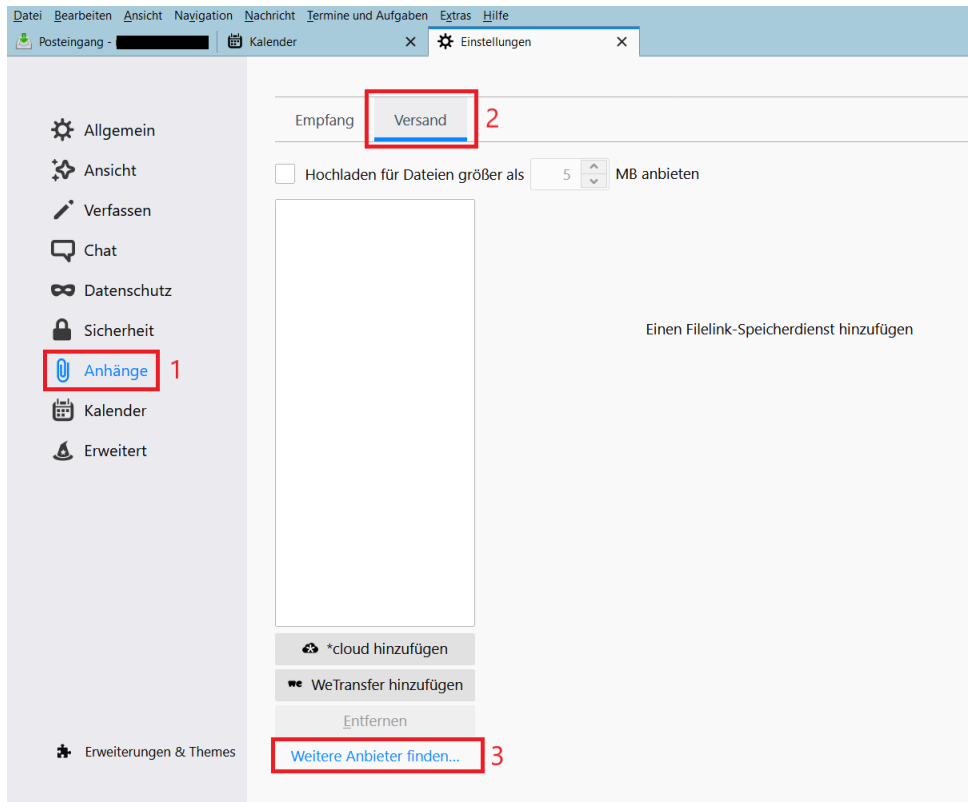 Datei Bearbeiten Ansicht Navigation Nachricht Termine und Aufgaben Extras Hilfe
Posteingang - Kalender Einstellungen
Empfang Versand 2
Allgemein
Hochladen für Dateien größer als 5 MB anbieten
Ansicht
Verfassen
Chat
Datenschutz
Sicherheit
Einen Filelink-Speicherdienst hinzufügen
Anhänge 1
Kalender
Erweitert
*cloud hinzufügen
we WeTransfer hinzufügen
Entfernen
Erweiterungen & Themes
Weitere Anbieter finden... 3